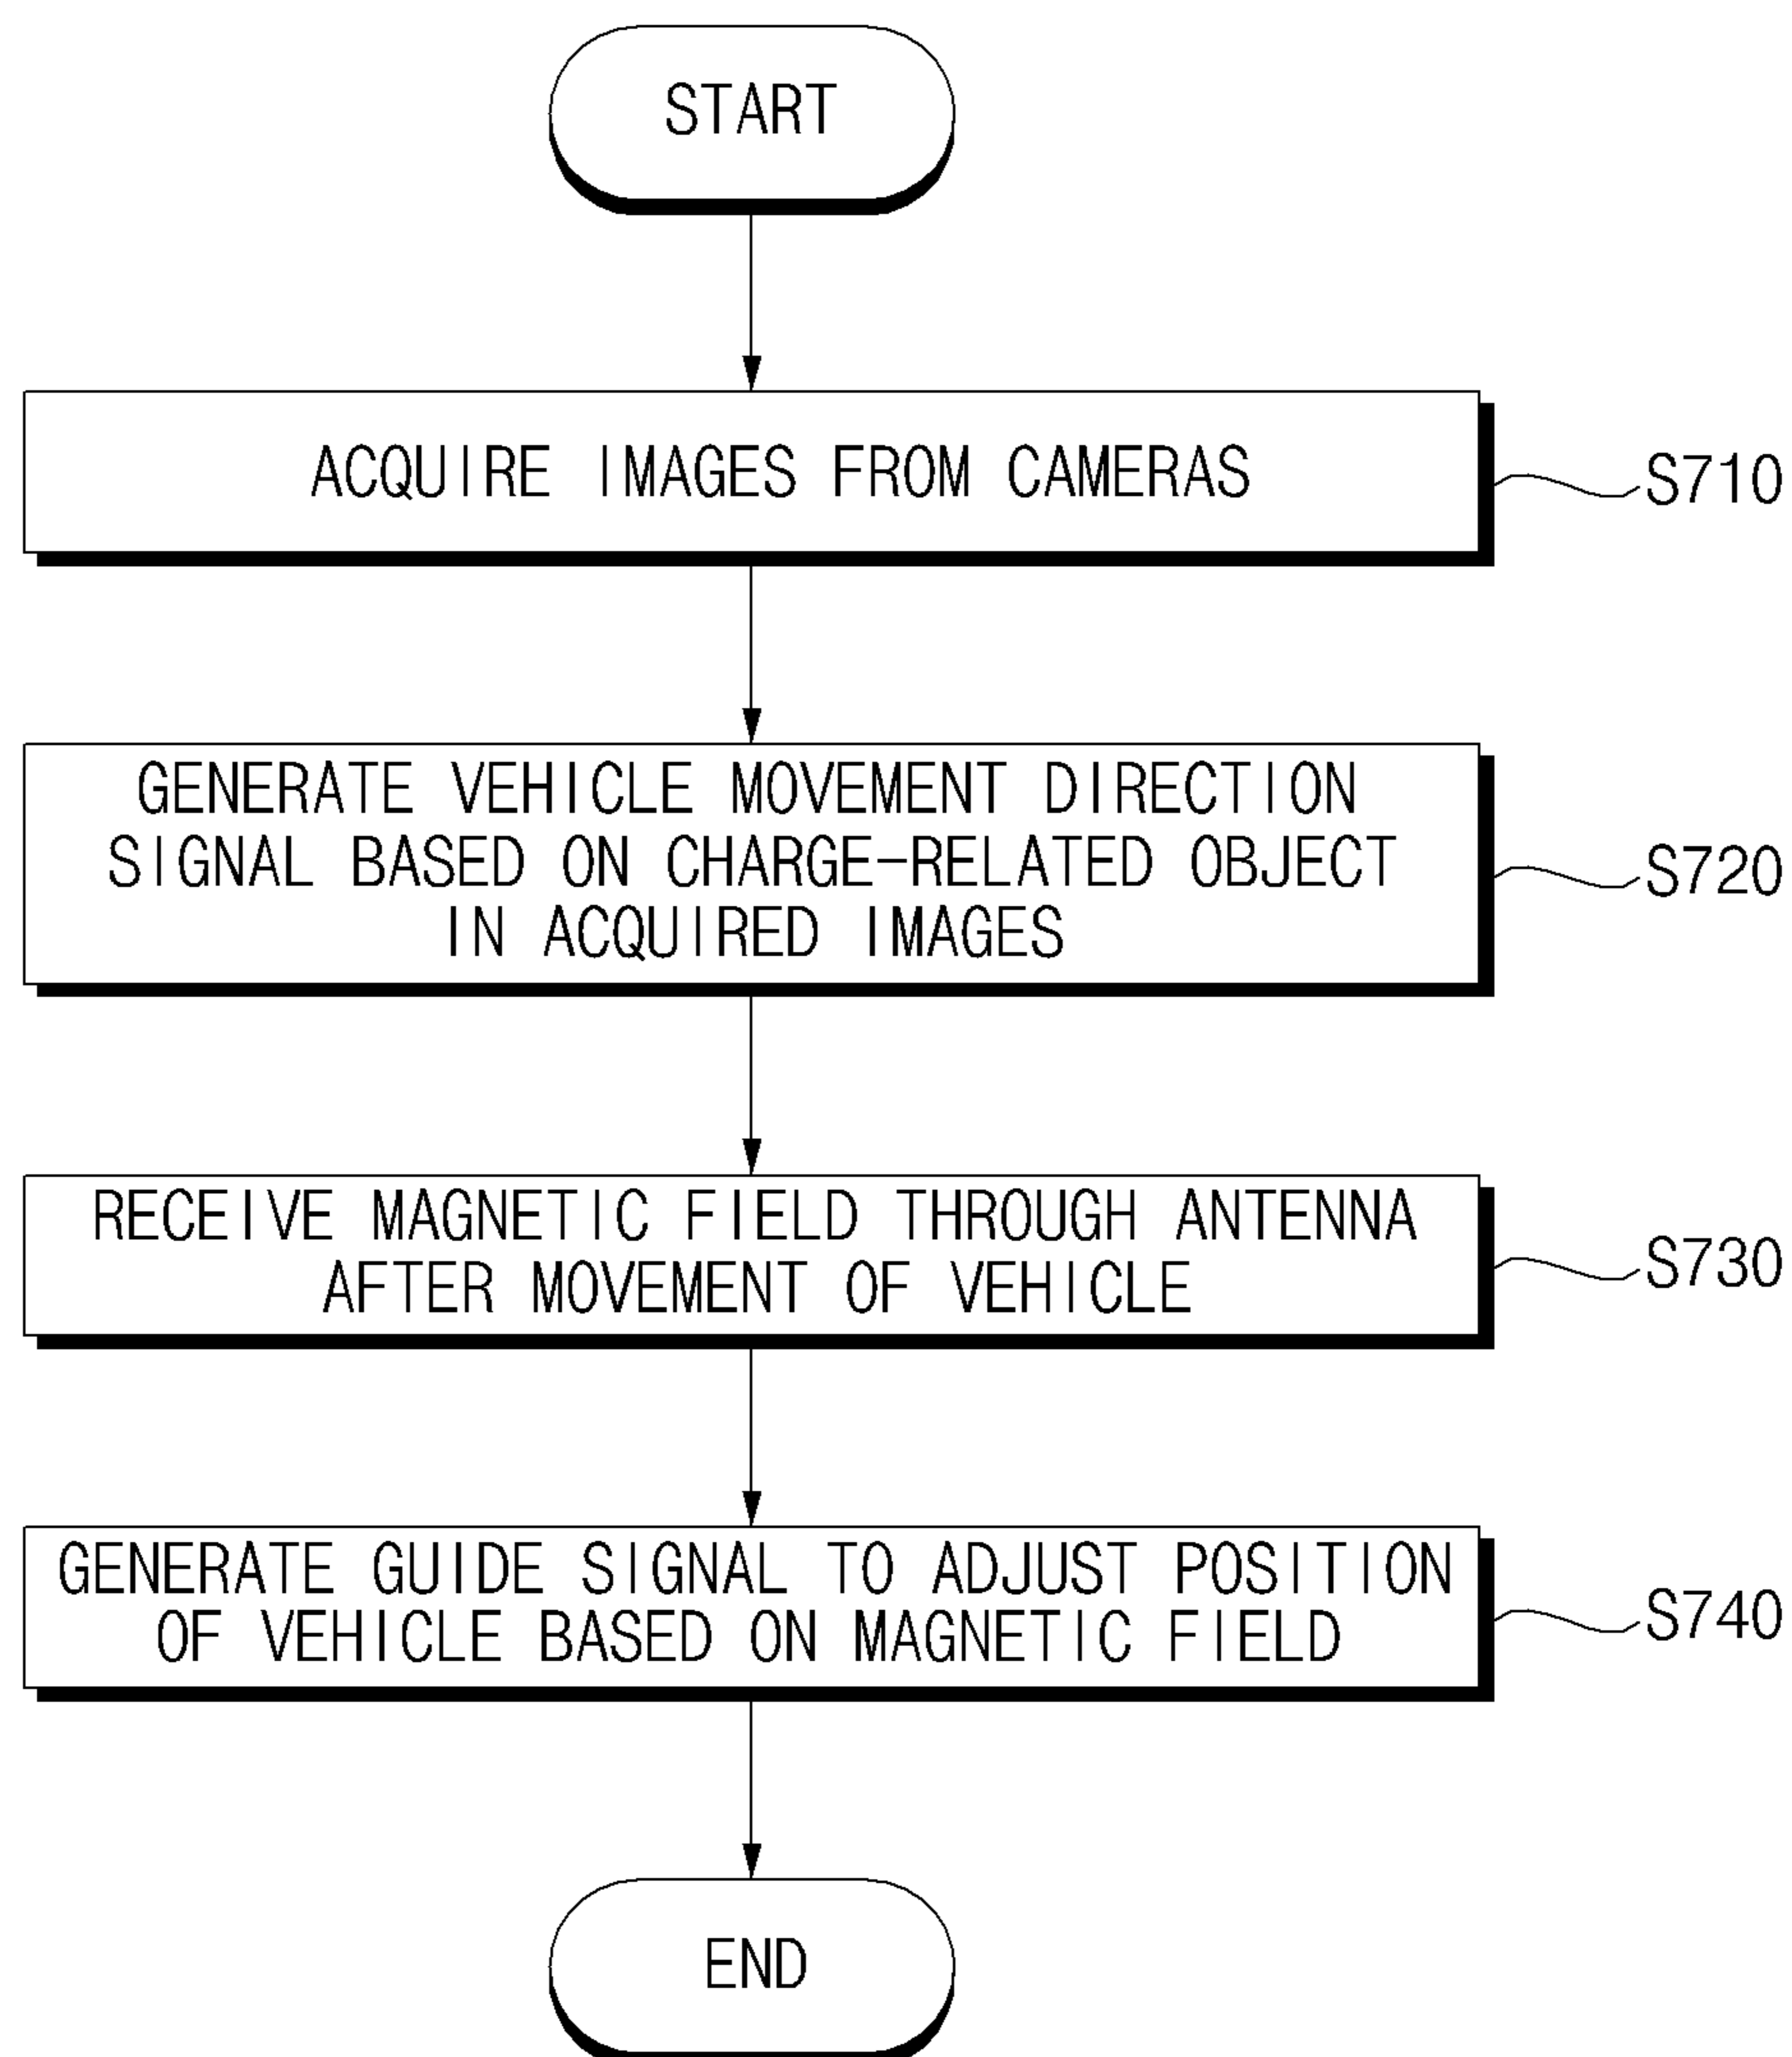 START
ACQUIRE IMAGES FROM CAMERAS
S710
GENERATE VEHICLE MOVEMENT DIRECTION
SIGNAL BASED ON CHARGE-RELATED OBJECT
IN ACQUIRED IMAGES
S720
RECEIVE MAGNETIC FIELD THROUGH ANTENNA
AFTER MOVEMENT OF VEHICLE
S730
GENERATE GUIDE SIGNAL TO ADJUST POSITION
OF VEHICLE BASED ON MAGNETIC FIELD
S740
END